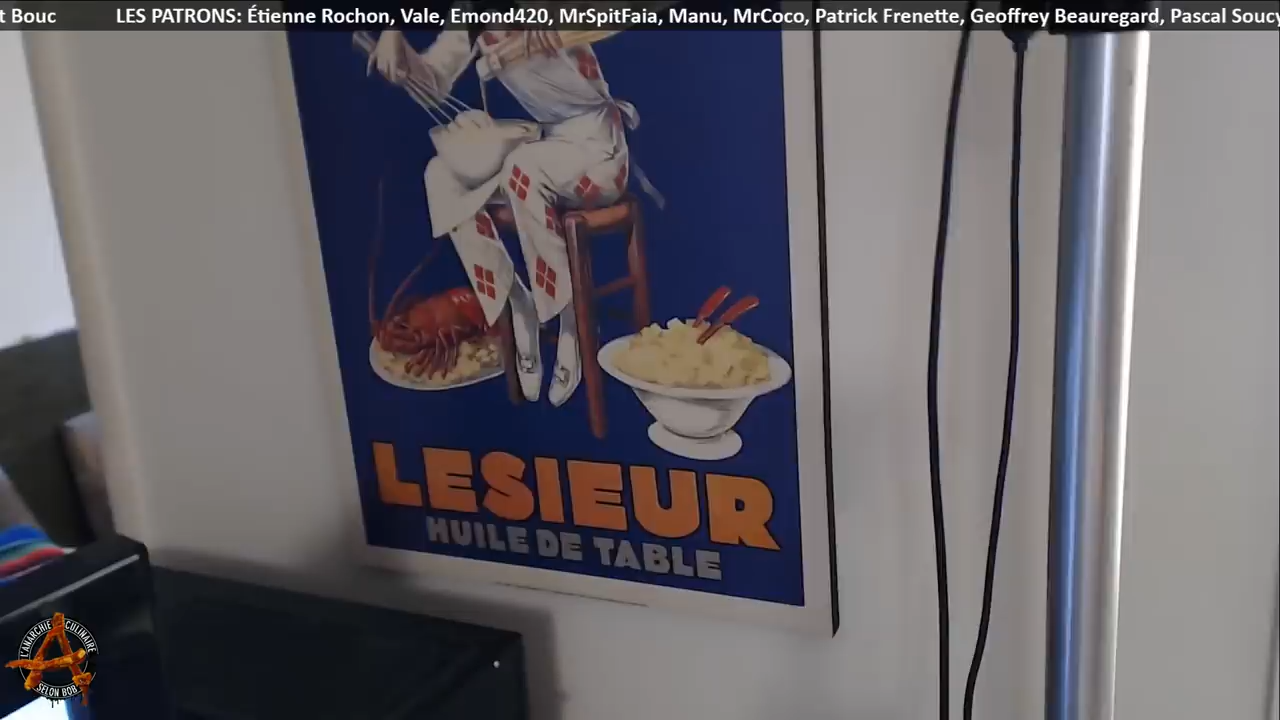 t Bouc LES PATRONS: Étienne Rochon, Vale, Emond420, MrSpitFaia, Manu, MrCoco, Patrick Frenette, Geoffrey Beauregard, Pascal Soucy
LESIEUR
HUILE DE TABLE
L'ANARCHIE CULINAIRE
SELON BOB